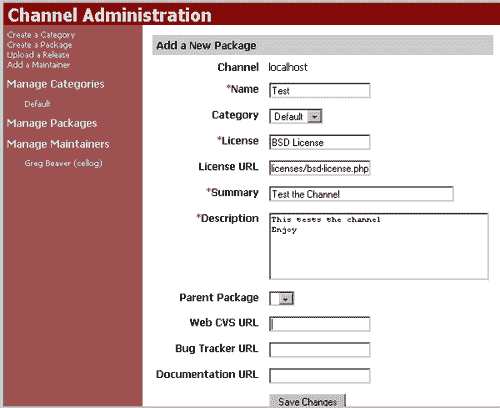 Channel Administration
Create a Category
Create a Package
Upload a Release
Add a Maintainer
Manage Categories
Default
Manage Packages
Manage Maintainers
Greg Beaver (cellog)
Add a New Package
Channel localhost
*Name Test
Category Default
*License BSD License
License URL licenses/bsd-license.php
*Summary Test the Channel
*Description This tests the channel
Enjoy
Parent Package
Web CVS URL
Bug Tracker URL
Documentation URL
Save Changes